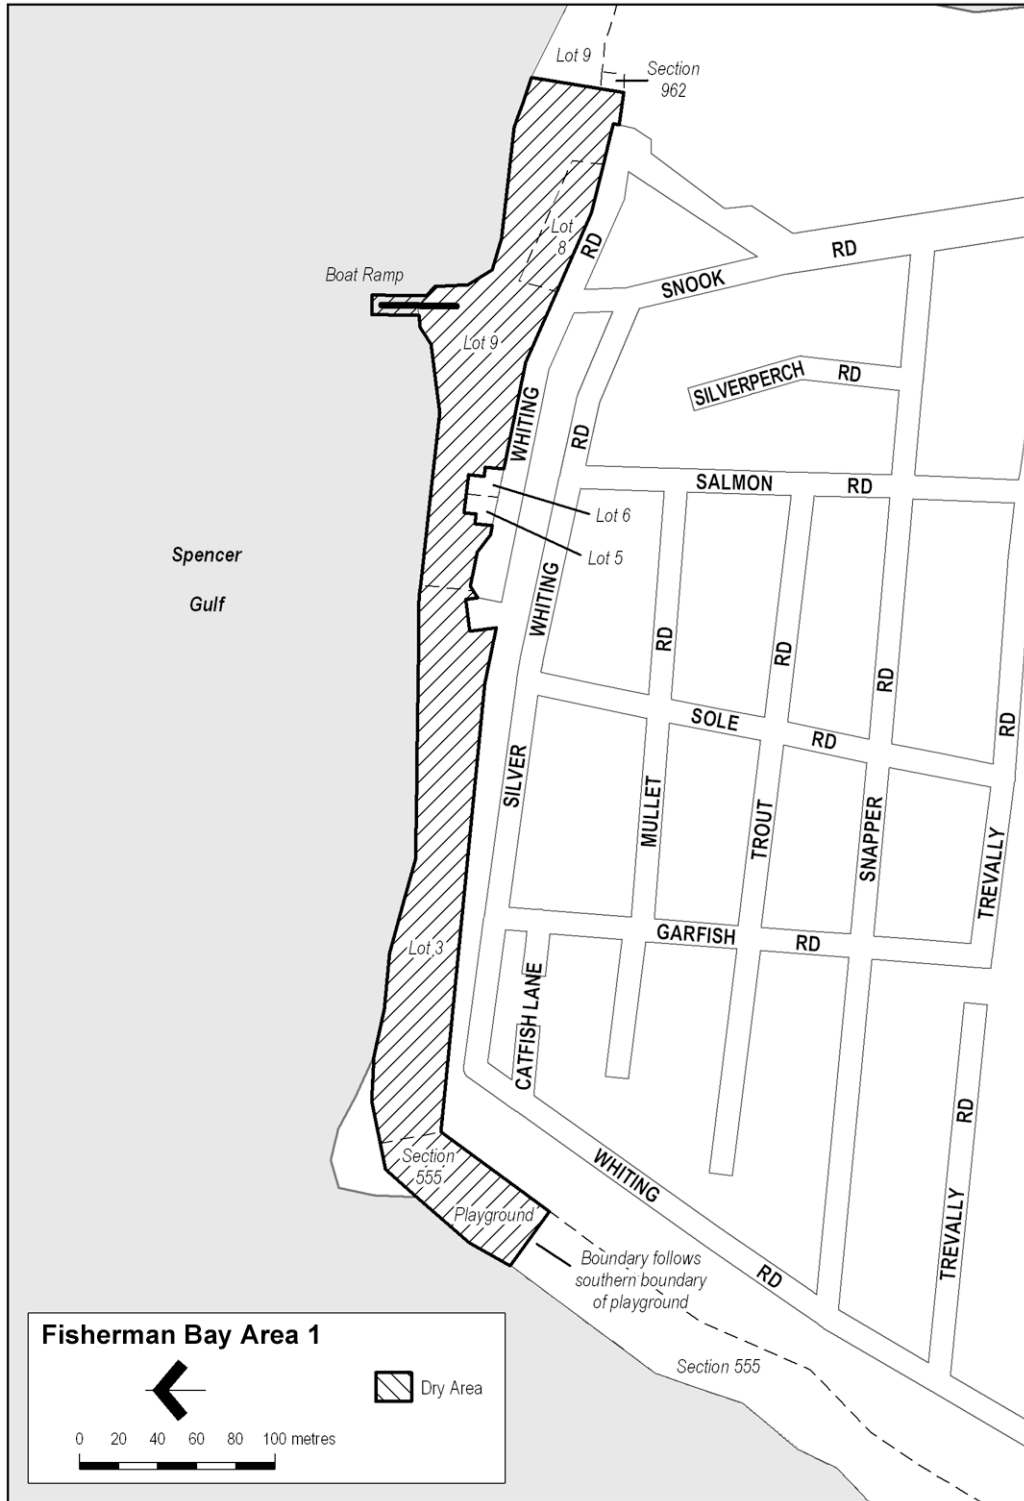 Lot 9
Section
962
Lot
8
RD
RD
SNOOK
Boat Ramp
Lot 9
SILVERPERCH
RD
WHITING
RD
SALMON
RD
Lot 6
Lot 5
Spencer
Gulf
WHITING
RD
RD
RD
RD
SOLE
RD
SILVER
MULLET
TROUT
SNAPPER
TREVALLY
GARFISH
RD
Lot 3
CATFISH LANE
RD
Section
555
WHITING
Playground
TREVALLY
RD
Boundary follows
southern boundary
of playground
Section 555
Fisherman Bay Area 1
Dry Area
0 20 40 60 80 100 metres